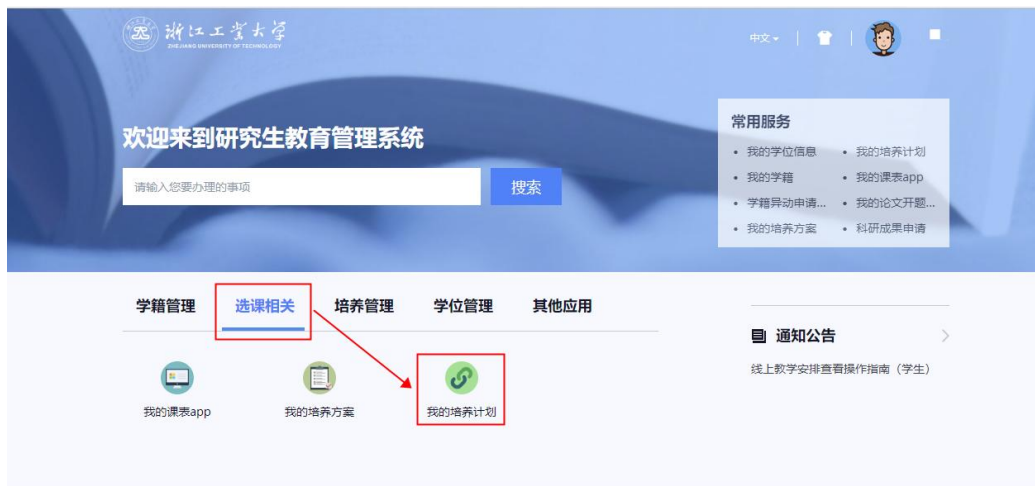 浙江工业大学
ZHEJIANG UNIVERSITY OF TECHNOLOGY
中文
欢迎来到研究生教育管理系统
请输入您要办理的事项
搜索
常用服务
我的学位信息
我的培养计划
我的学籍
我的课表app
学籍异动申请...
我的论文开题...
我的培养方案
科研成果申请
学籍管理
选课相关
培养管理
学位管理
其他应用
我的课表app
我的培养方案
我的培养计划
通知公告
线上教学安排查看操作指南（学生）